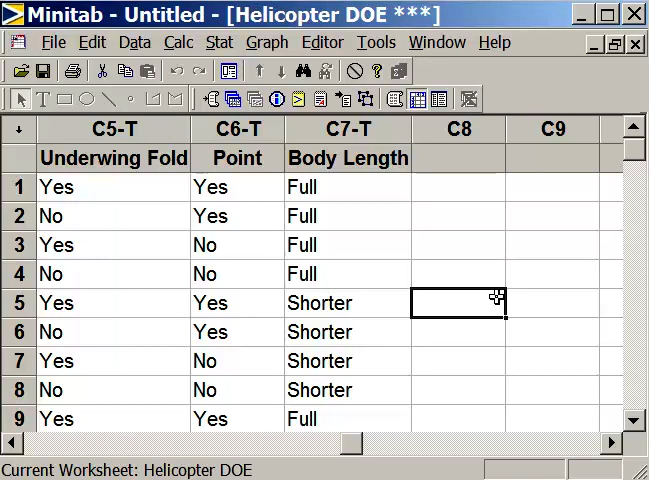 Minitab - Untitled - [Helicopter DOE ***]
File Edit Data Calc Stat Graph Editor Tools Window Help
C5-T C6-T C7-T C8 C9
Underwing Fold Point Body Length
1 Yes Yes Full
2 No Yes Full
3 Yes No Full
4 No No Full
5 Yes Yes Shorter
6 No Yes Shorter
7 Yes No Shorter
8 No No Shorter
9 Yes Yes Full
Current Worksheet: Helicopter DOE